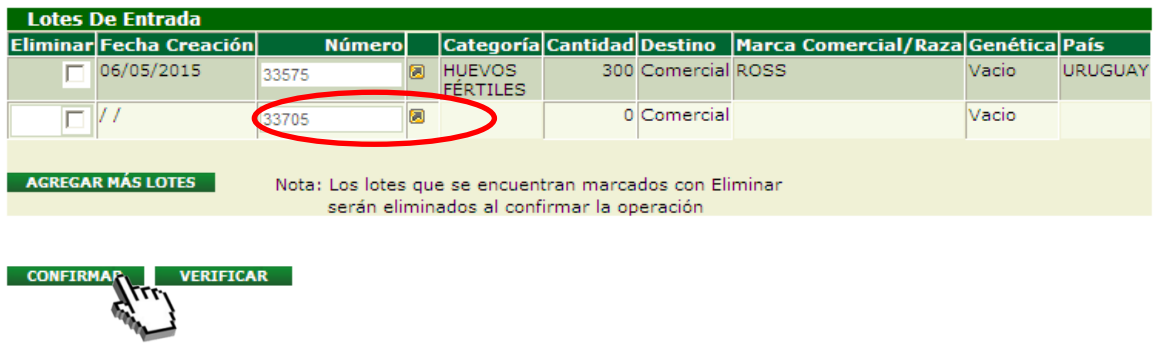 Lotes De Entrada
Eliminar Fecha Creación Número Categoría Cantidad Destino Marca Comercial/Raza Genética País
06/05/2015 33575 HUEVOS FÉRTILES 300 Comercial ROSS Vacio URUGUAY
/ / 33705 0 Comercial Vacio
AGREGAR MÁS LOTES Nota: Los lotes que se encuentran marcados con Eliminar
serán eliminados al confirmar la operación
CONFIRMAR VERIFICAR